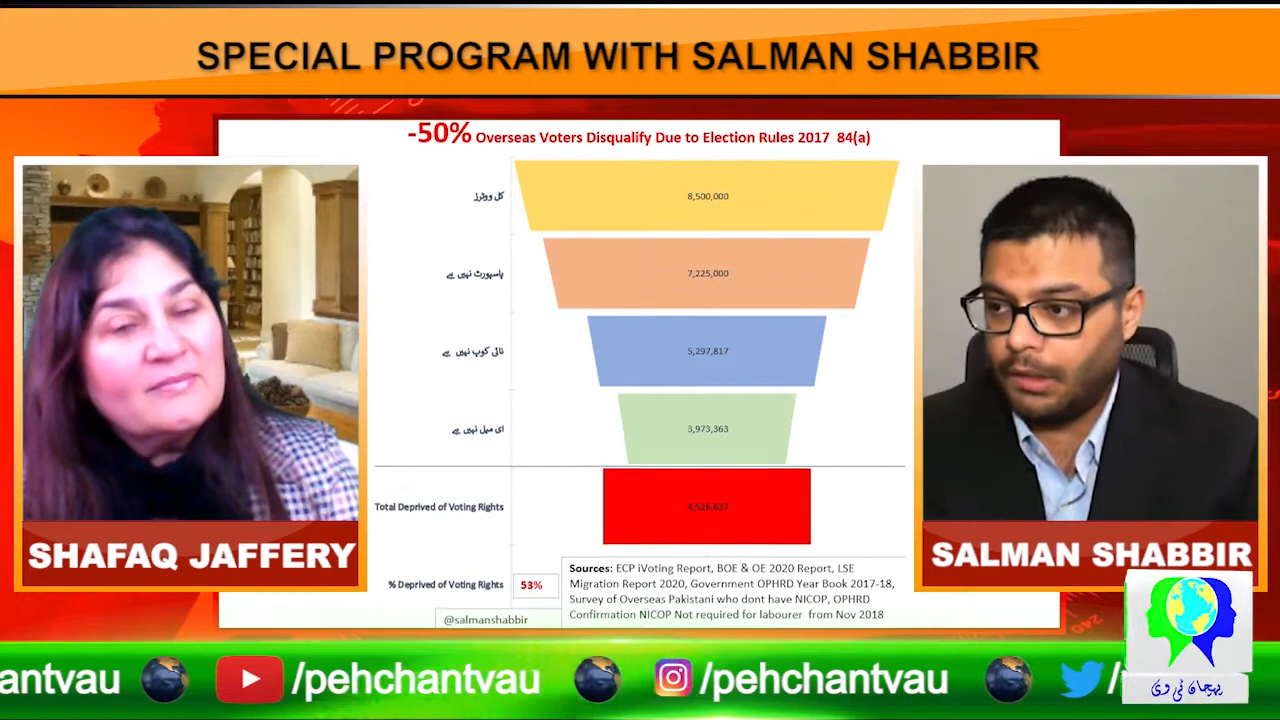 SPECIAL PROGRAM WITH SALMAN SHABBIR
-50% Overseas Voters Disqualify Due to Election Rules 2017 84(a)
کل ووٹرز
8,500,000
پاسپورٹ نہیں ہے
7,225,000
نائی کوپ نہیں ہے
5,297,817
ای میل نہیں ہے
3,973,363
Total Deprived of Voting Rights
4,526,637
% Deprived of Voting Rights
53%
Sources: ECP iVoting Report, BOE & OE 2020 Report, LSE
Migration Report 2020, Government OPHRD Year Book 2017-18,
Survey of Overseas Pakistani who dont have NICOP, OPHRD
Confirmation NICOP Not required for labourer from Nov 2018
@salmanshabbir
SHAFAQ JAFFERY
SALMAN SHABBIR
antvau
/pehchantvau
/pehchantvau
/
پہچان ٹی وی